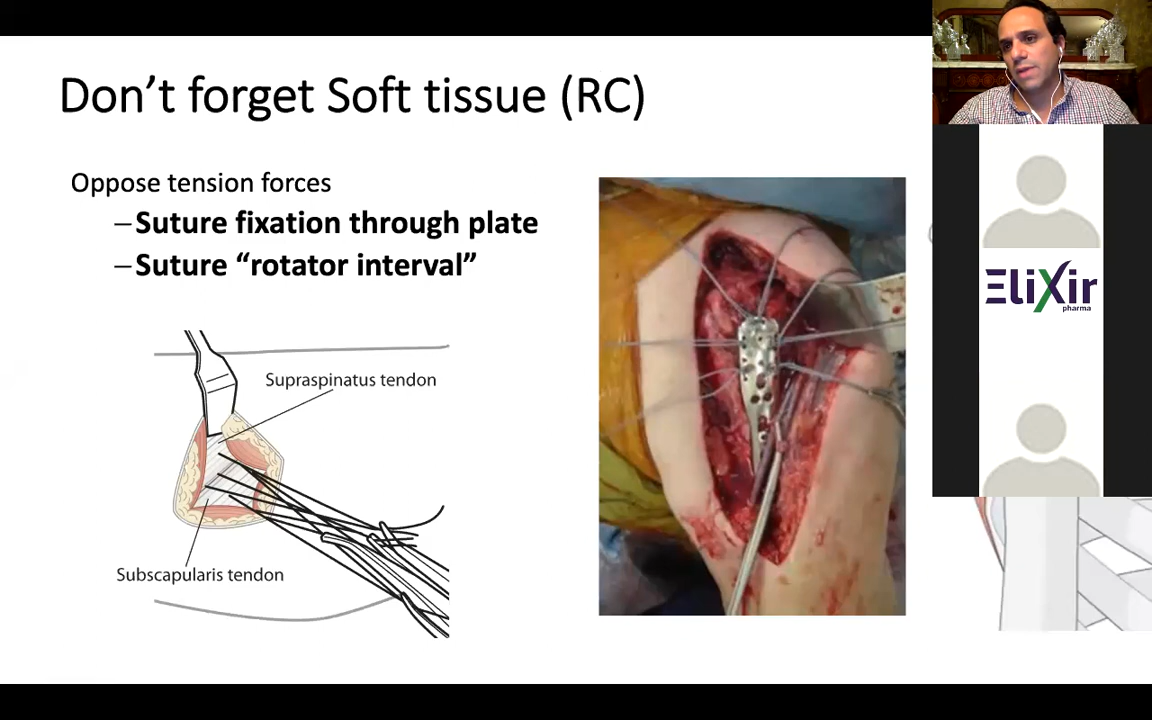 Don't forget Soft tissue (RC)
Oppose tension forces
–Suture fixation through plate
–Suture “rotator interval”
Supraspinatus tendon
Subscapularis tendon
ΞliXir
pharma